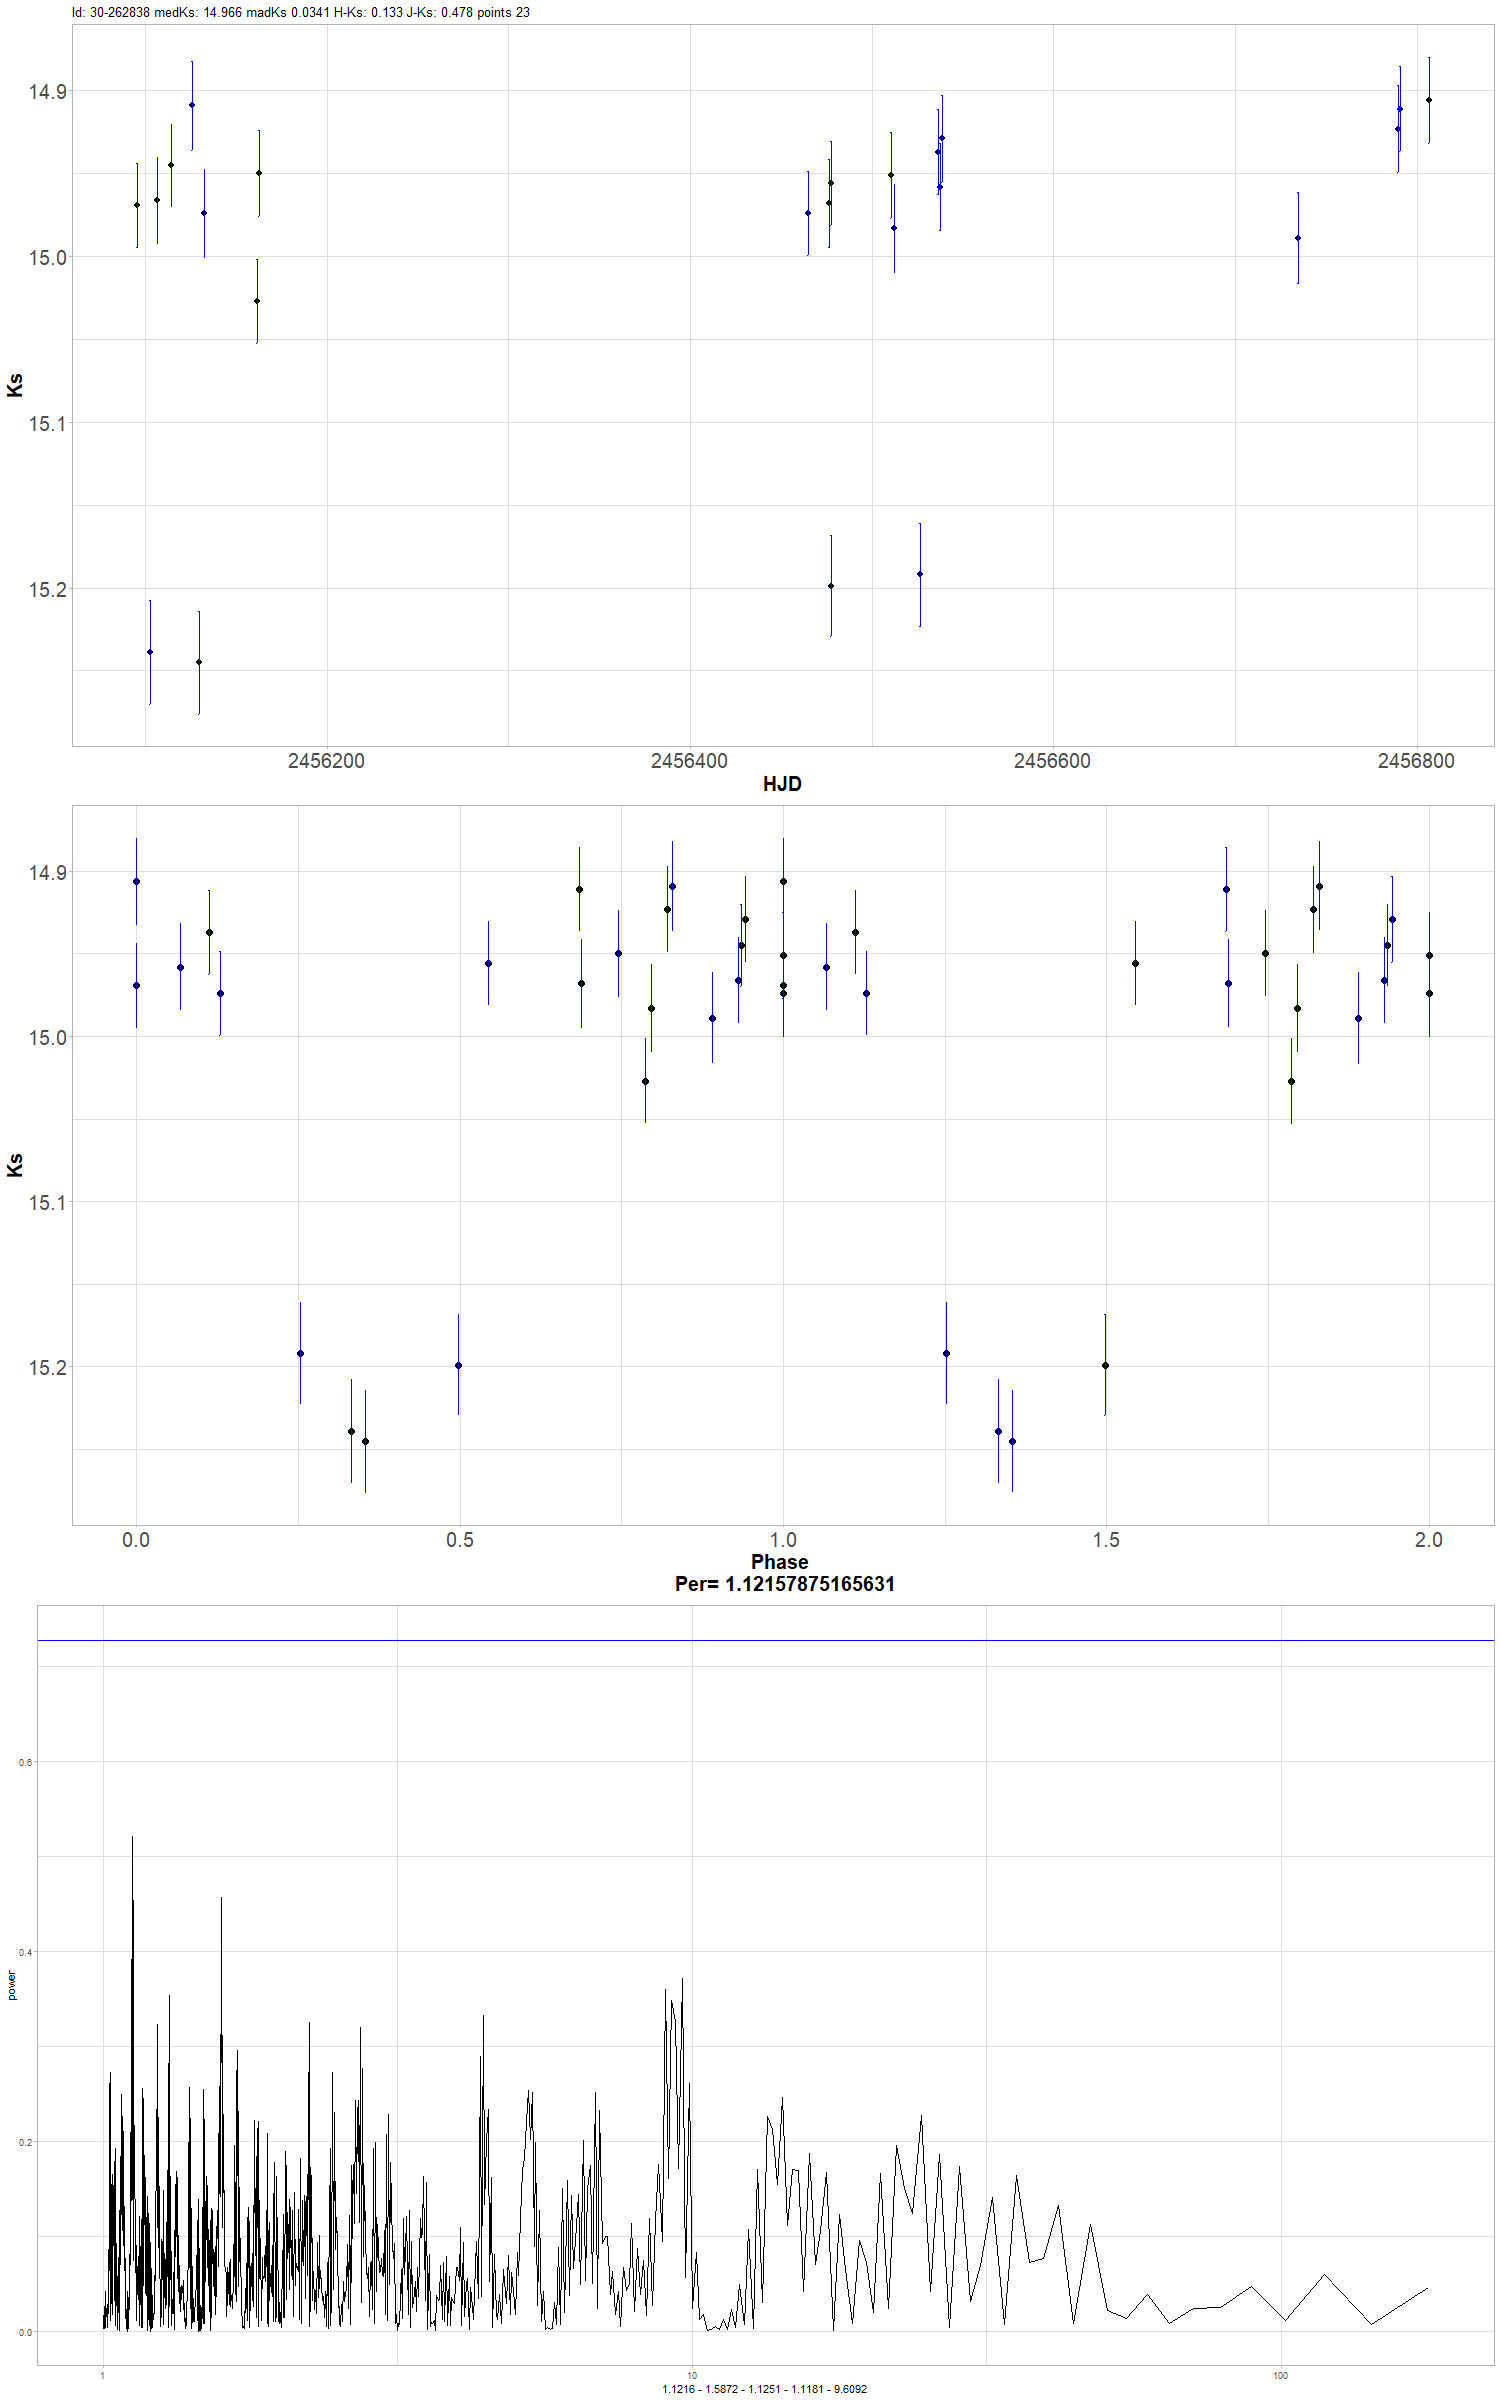 Id: 30-262838 medKs: 14.966 madKs 0.0341 H-Ks: 0.133 J-Ks: 0.478 points 23
14.9
15.0
15.1
15.2
Ks
2456200 2456400 2456600 2456800
HJD
14.9
15.0
15.1
15.2
Ks
0.0 0.5 1.0 1.5 2.0
Phase
Per= 1.12157875165631
0.6
0.4
0.2
0.0
power
1 10 100
1.1216 - 1.5872 - 1.1251 - 1.1181 - 9.6092